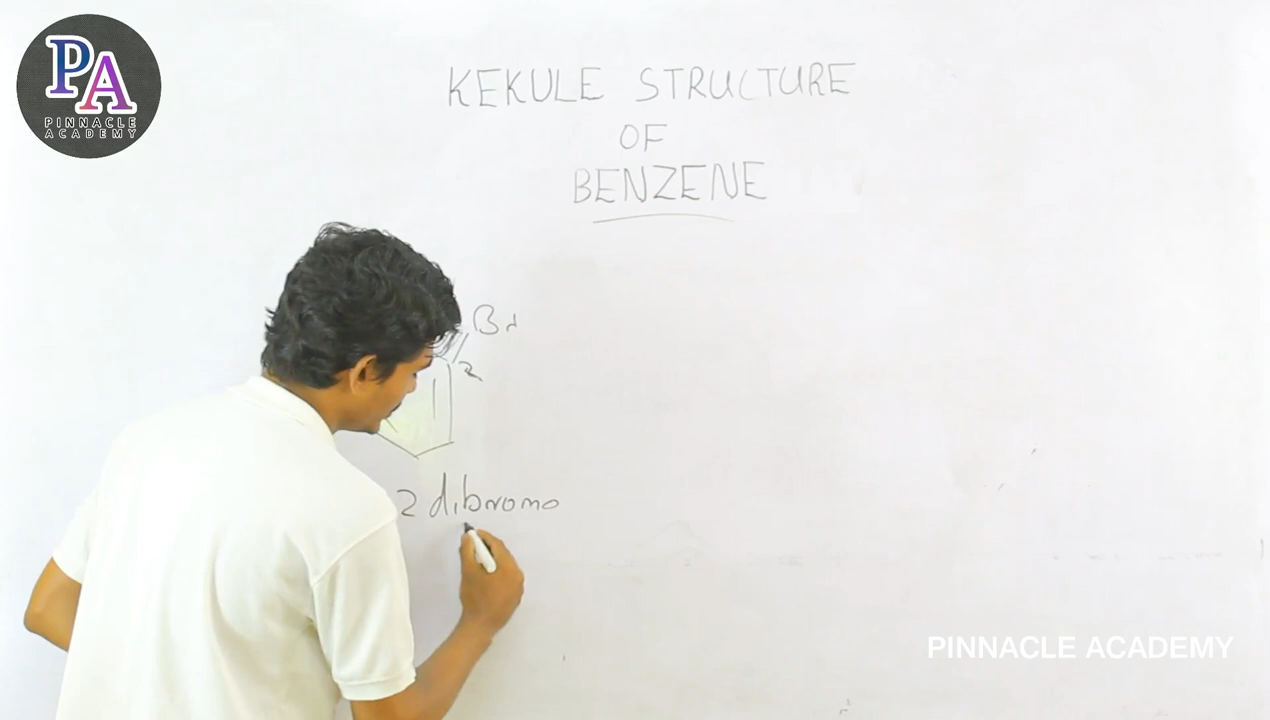 PA
PINNACLE
ACADEMY
KEKULE STRUCTURE
OF
BENZENE
Br
2
2 dibromo
PINNACLE ACADEMY